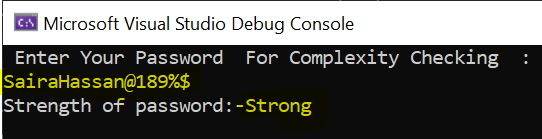 Microsoft Visual Studio Debug Console
Enter Your Password  For Complexity Checking  :
SairaHassan@189%$
Strength of password:-Strong